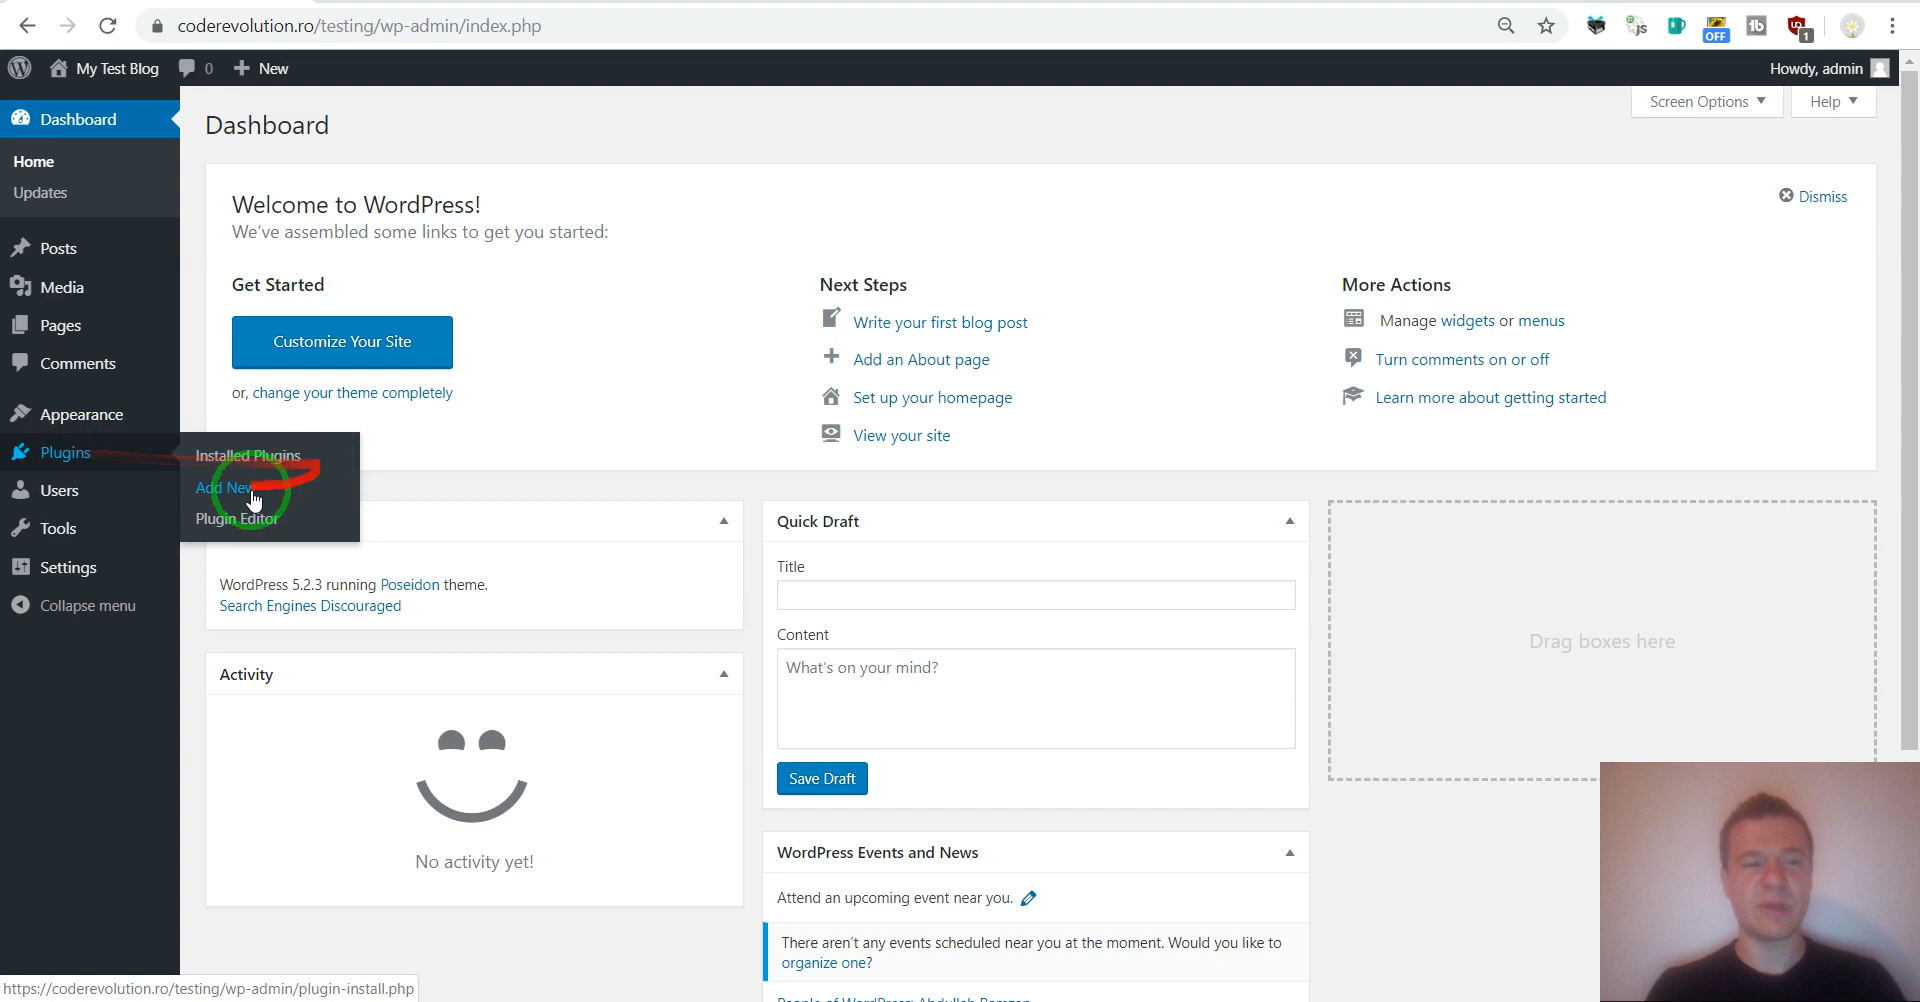 coderevolution.ro/testing/wp-admin/index.php
JS
OFF
1
My Test Blog
0
New
Howdy, admin
Dashboard
Home
Updates
Posts
Media
Pages
Comments
Appearance
Plugins
Users
Tools
Settings
Collapse menu
Installed Plugins
Add New
Plugin Editor
Dashboard
Screen Options
Help
Welcome to WordPress!
We've assembled some links to get you started:
Dismiss
Get Started
Customize Your Site
or, change your theme completely
Next Steps
Write your first blog post
Add an About page
Set up your homepage
View your site
More Actions
Manage widgets or menus
Turn comments on or off
Learn more about getting started
WordPress 5.2.3 running Poseidon theme.
Search Engines Discouraged
Activity
No activity yet!
Quick Draft
Title
Content
What's on your mind?
Save Draft
WordPress Events and News
Attend an upcoming event near you.
There aren't any events scheduled near you at the moment. Would you like to
organize one?
Drag boxes here
https://coderevolution.ro/testing/wp-admin/plugin-install.php